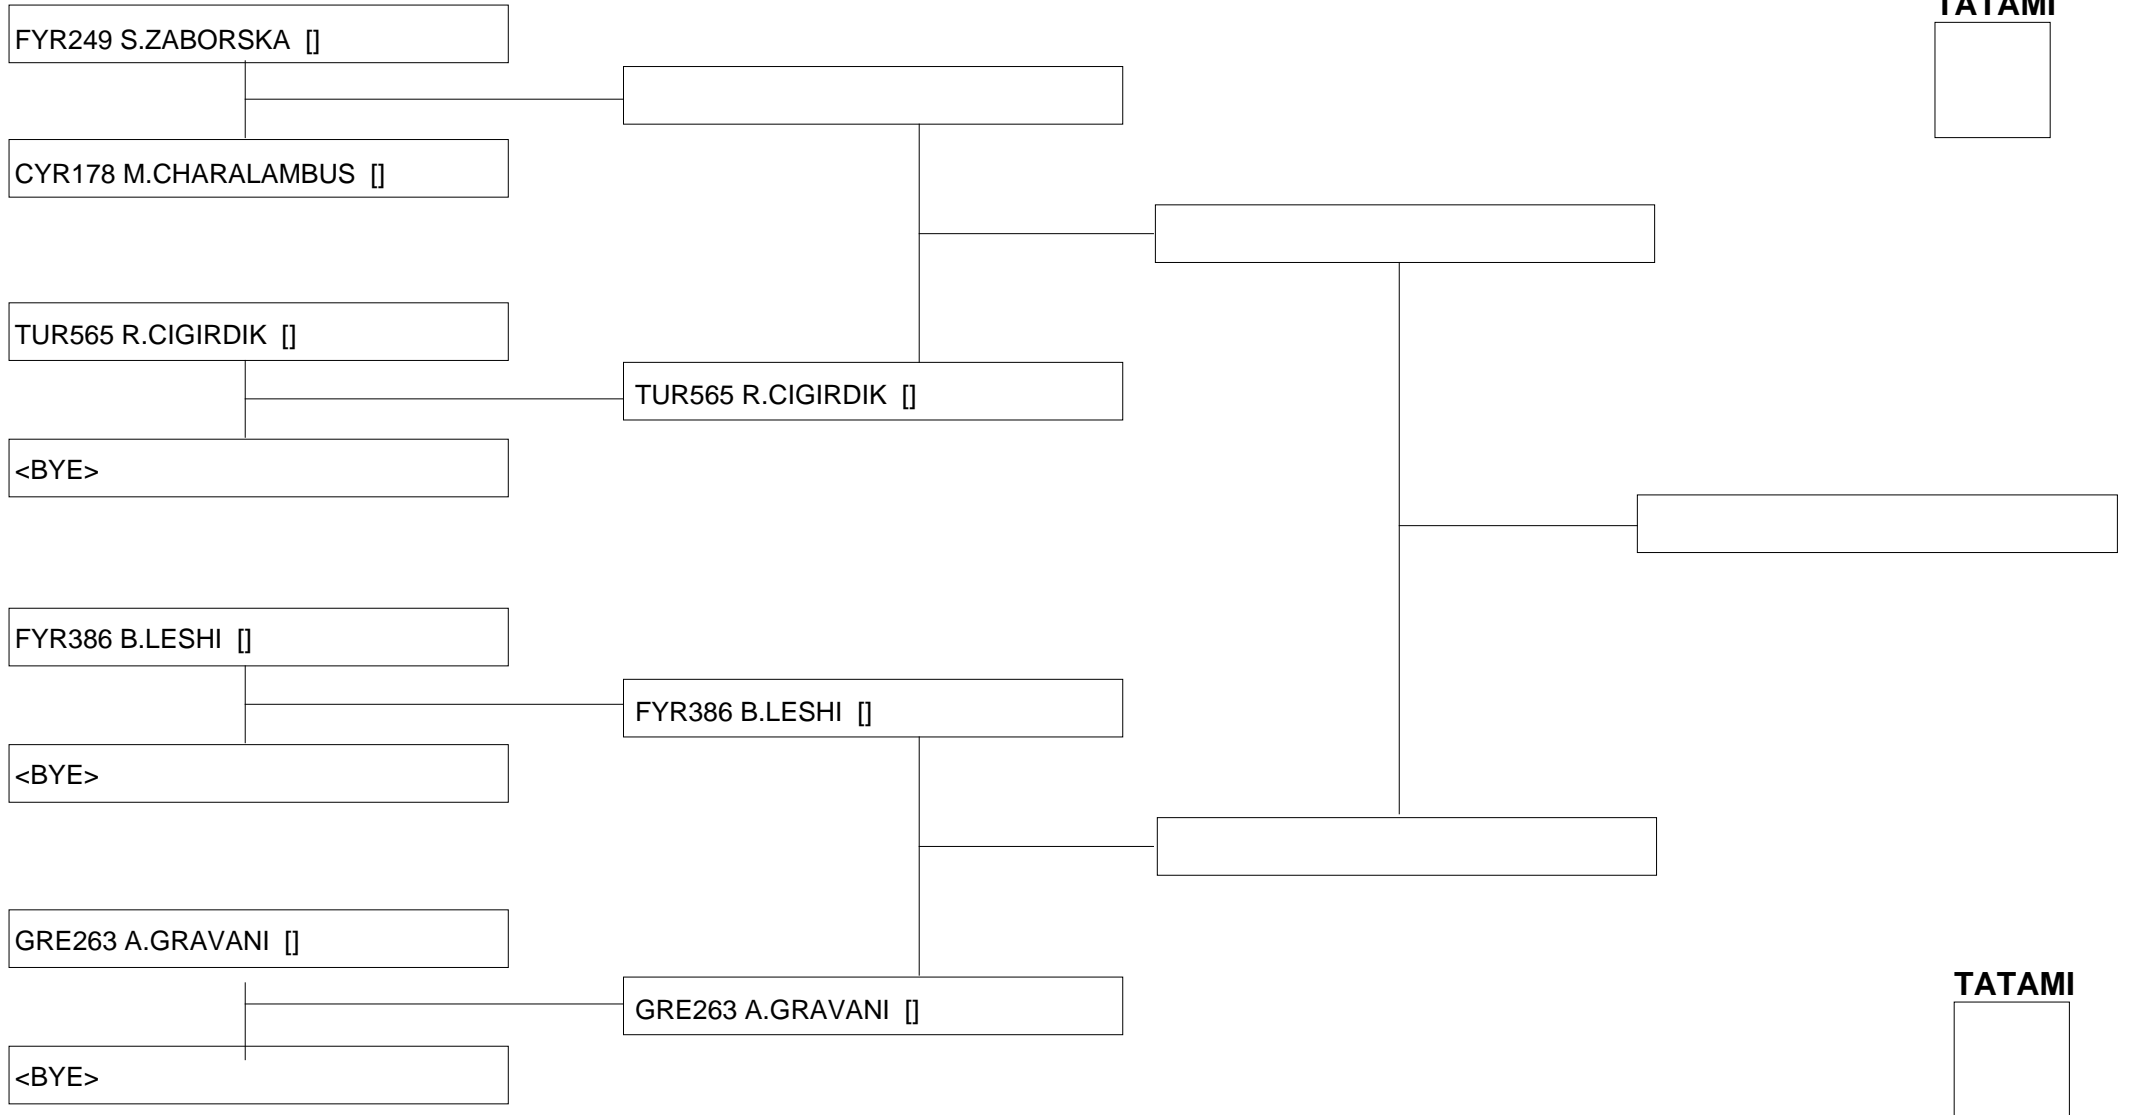 TATAMI
FYR249 S.ZABORSKA []
CYR178 M.CHARALAMBUS []
TUR565 R.CIGIRDIK []
TUR565 R.CIGIRDIK []
<BYE>
FYR386 B.LESHI []
FYR386 B.LESHI []
<BYE>
GRE263 A.GRAVANI []
TATAMI
GRE263 A.GRAVANI []
<BYE>